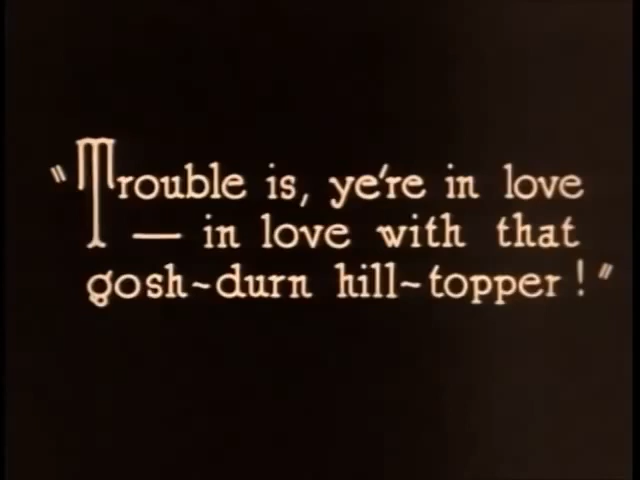 "Trouble is, ye're in love
— in love with that
gosh-durn hill-topper!"